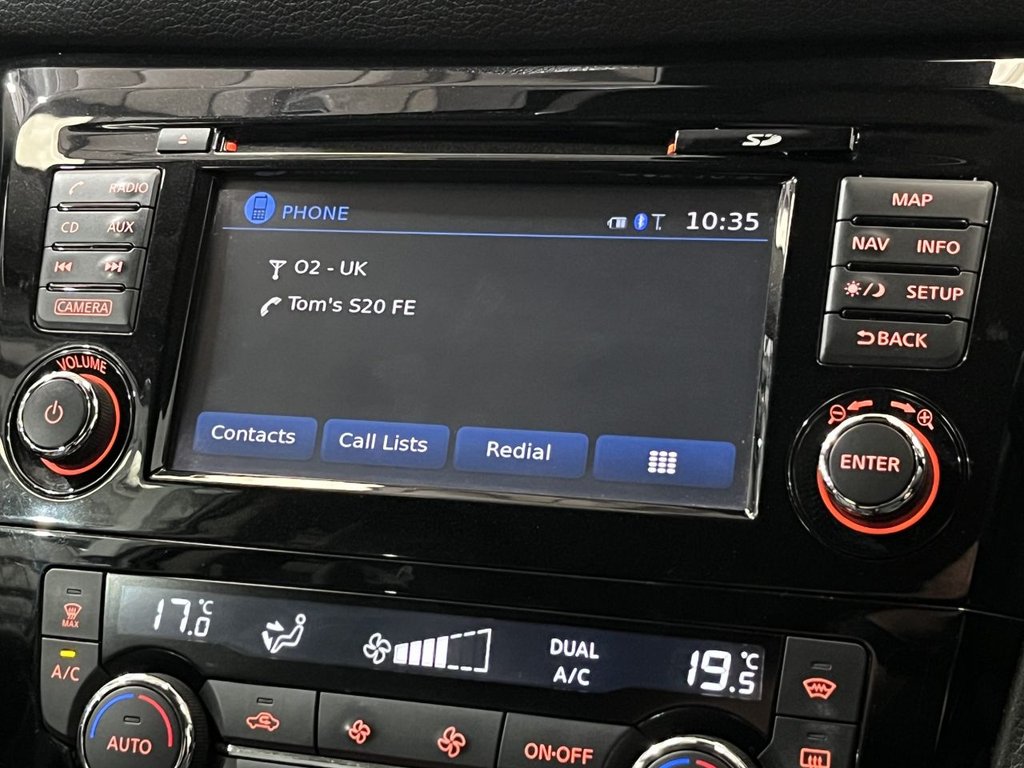 SD
RADIO
CD AUX
CAMERA
VOLUME
PHONE
10:35
O2 - UK
Tom's S20 FE
Contacts
Call Lists
Redial
MAP
NAV INFO
SETUP
BACK
ENTER
MAX
A/C
17.0°C
DUAL
A/C
19.5°C
AUTO
ON·OFF